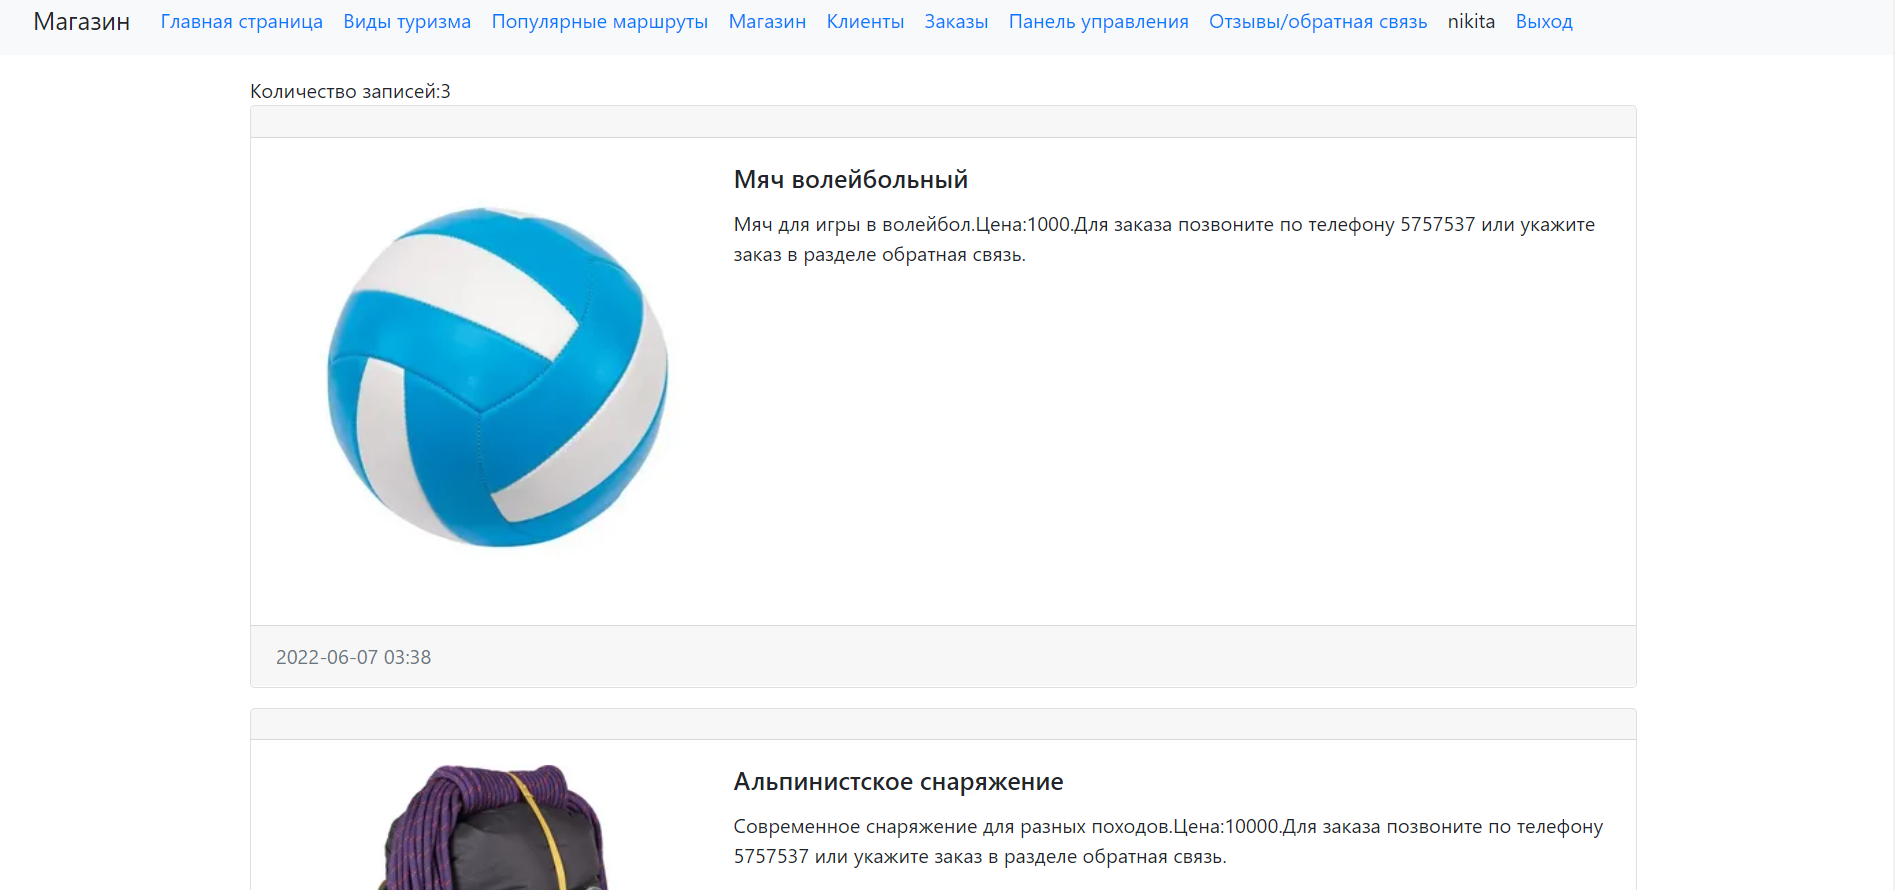 Магазин Главная страница Виды туризма Популярные маршруты Магазин Клиенты Заказы Панель управления Отзывы/обратная связь nikita Выход
Количество записей:3
Мяч волейбольный
Мяч для игры в волейбол.Цена:1000.Для заказа позвоните по телефону 5757537 или укажите
заказ в разделе обратная связь.
2022-06-07 03:38
Альпинистское снаряжение
Современное снаряжение для разных походов.Цена:10000.Для заказа позвоните по телефону
5757537 или укажите заказ в разделе обратная связь.